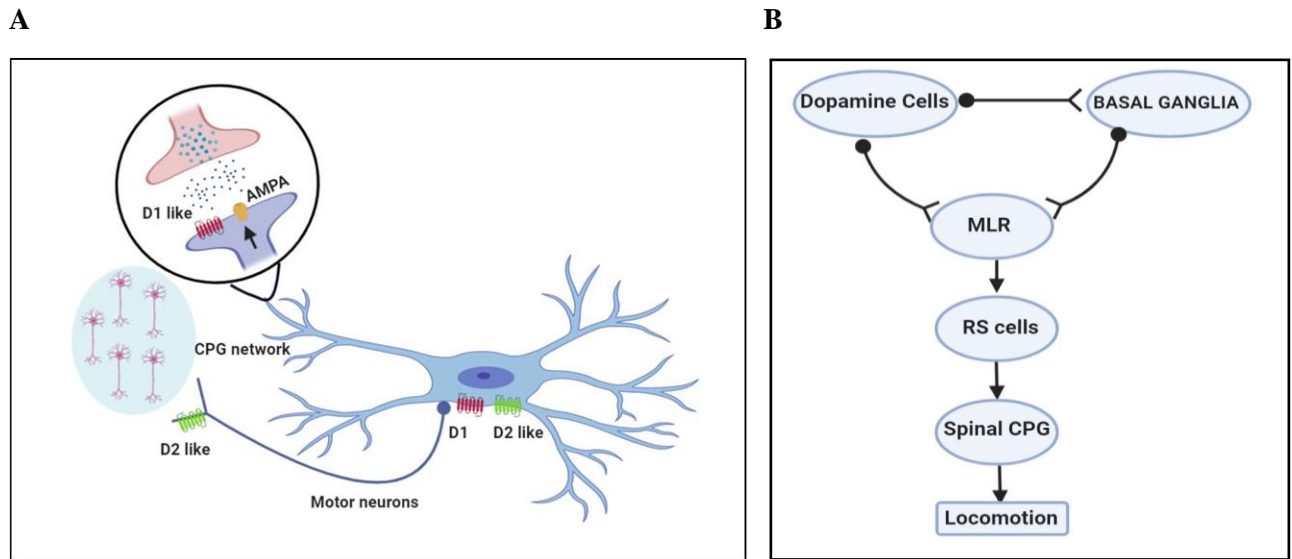 A
B
D1 like
AMPA
CPG network
D2 like
D1
D2 like
Motor neurons
Dopamine Cells
BASAL GANGLIA
MLR
RS cells
Spinal CPG
Locomotion